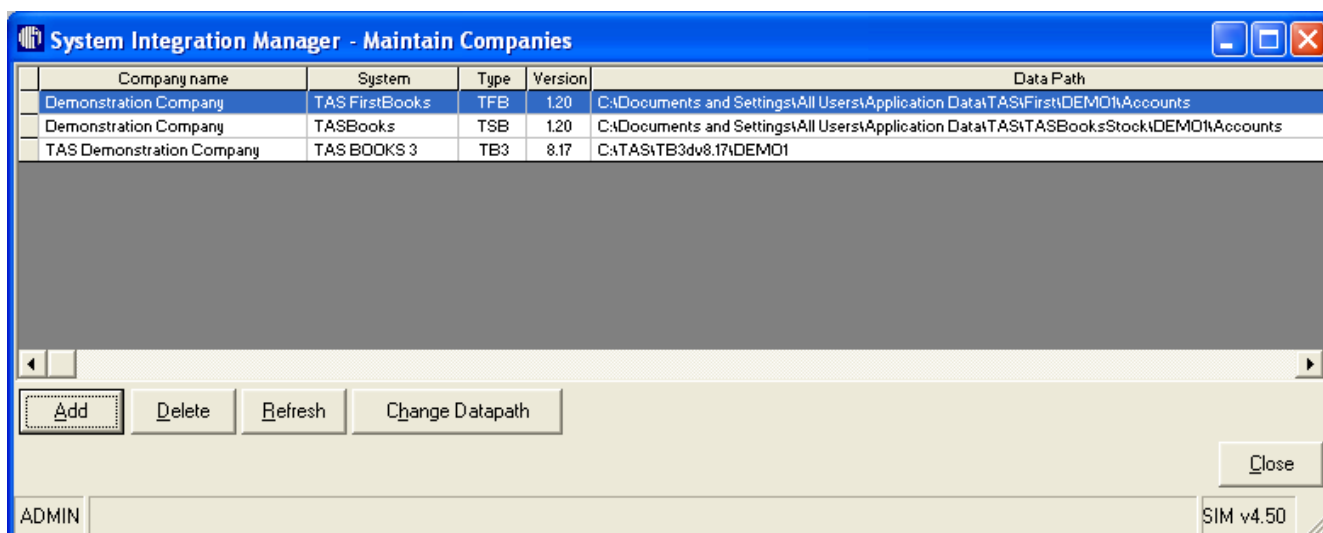 System Integration Manager - Maintain Companies
Company name System Type Version Data Path
Demonstration Company TAS FirstBooks TFB 1.20 C:\Documents and Settings\All Users\Application Data\TAS\First\DEMO1\Accounts
Demonstration Company TASBooks TSB 1.20 C:\Documents and Settings\All Users\Application Data\TAS\TASBooksStock\DEMO1\Accounts
TAS Demonstration Company TAS BOOKS 3 TB3 8.17 C:\TAS\TB3dv8.17\DEMO1
Add Delete Refresh Change Datapath
Close
ADMIN SIM v4.50